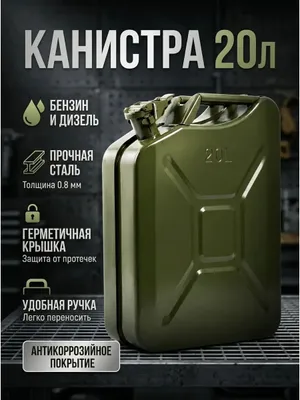 КАНИСТРА 20л
БЕНЗИН
И ДИЗЕЛЬ
ПРОЧНАЯ
СТАЛЬ
Толщина 0.8 мм
ГЕРМЕТИЧНАЯ
КРЫШКА
Защита от протечек
УДОБНАЯ РУЧКА
Легко переносить
АНТИКОРРОЗИЙНОЕ
ПОКРЫТИЕ
20L